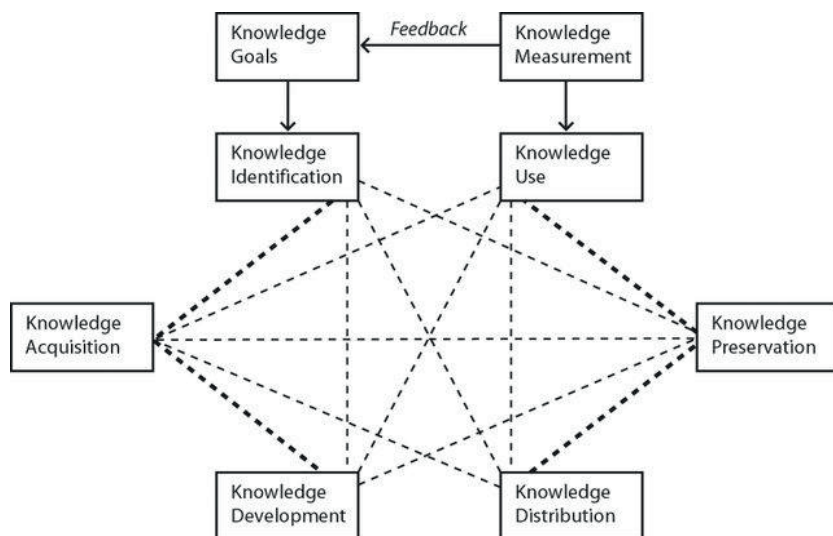 Knowledge
Goals
Feedback
Knowledge
Measurement
Knowledge
Identification
Knowledge
Use
Knowledge
Acquisition
Knowledge
Preservation
Knowledge
Development
Knowledge
Distribution